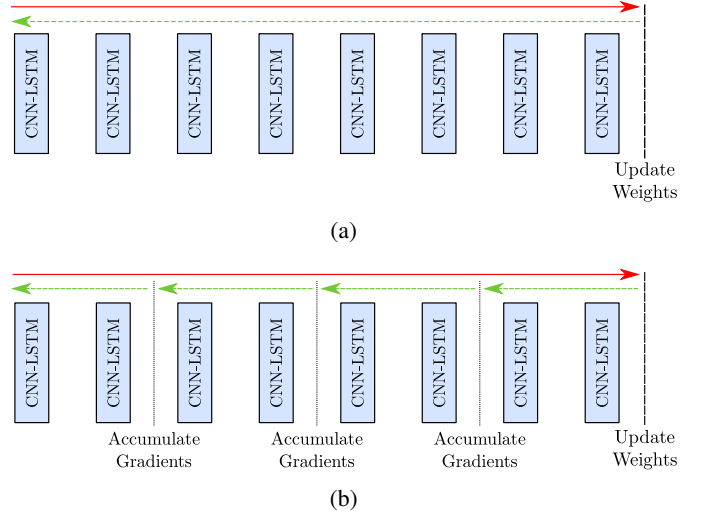 CNN-LSTM CNN-LSTM CNN-LSTM CNN-LSTM CNN-LSTM CNN-LSTM CNN-LSTM CNN-LSTM
Update
Weights
(a)
CNN-LSTM CNN-LSTM CNN-LSTM CNN-LSTM CNN-LSTM CNN-LSTM CNN-LSTM CNN-LSTM
Accumulate Accumulate Accumulate Update
Gradients Gradients Gradients Weights
(b)